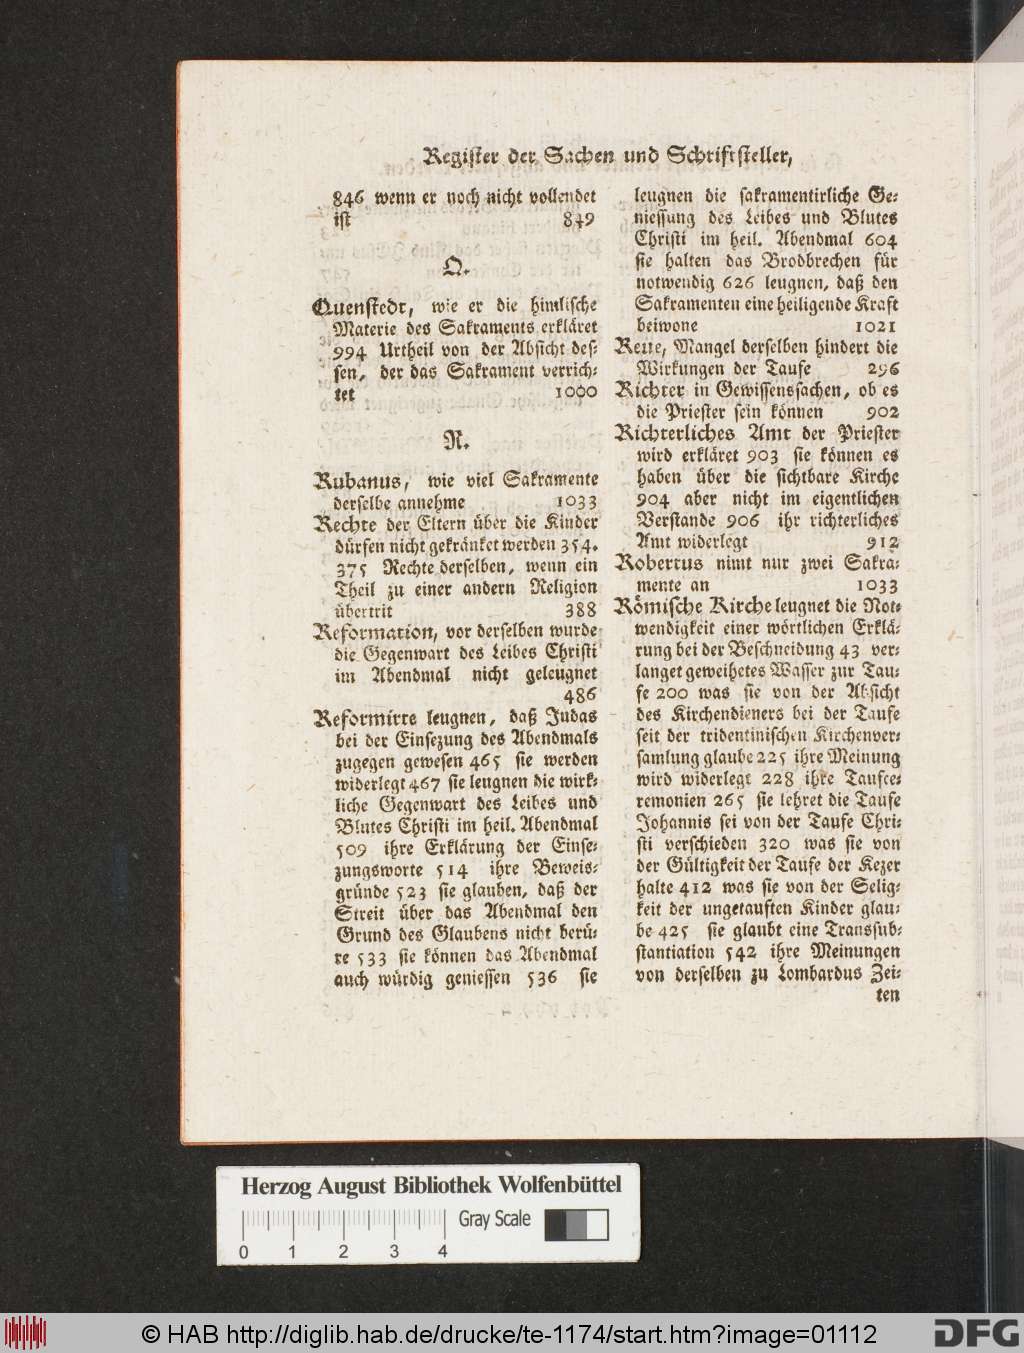 Register der Sachen und Schriftsteller,
846 wenn er noch nicht vollendet
ist 849
Q.
Quenstedt, wie er die himlische
Materie des Sakraments erkläret
994 Urtheil von der Absicht des-
sen, der das Sakrament verrich-
tet 1000
R.
Rubanus, wie viel Sakramente
derselbe annehme 1033
Rechte der Eltern über die Kinder
dürfen nicht gekränket werden 354.
375 Rechte derselben, wenn ein
Theil zu einer andern Religion
übertrit 388
Reformation, vor derselben wurde
die Gegenwart des Leibes Christi
im Abendmal nicht geleugnet
486
Reformirte leugnen, daß Judas
bei der Einsezung des Abendmals
zugegen gewesen 465 sie werden
widerlegt 467 sie leugnen die wirk-
liche Gegenwart des Leibes und
Blutes Christi im heil. Abendmal
509 ihre Erklärung der Einse-
zungsworte 514 ihre Beweis-
gründe 523 sie glauben, daß der
Streit über das Abendmal den
Grund des Glaubens nicht berü-
re 533 sie können das Abendmal
auch würdig geniessen 536 sie
leugnen die sakramentirliche Ge-
niessung des Leibes und Blutes
Christi im heil. Abendmal 604
sie halten das Brodbrechen für
notwendig 626 leugnen, daß den
Sakramenten eine heiligende Kraft
beiwone 1021
Reue, Mangel derselben hindert die
Wirkungen der Taufe 296
Richter in Gewissenssachen, ob es
die Priester sein können 902
Richterliches Amt der Priester
wird erkläret 903 sie können es
haben über die sichtbare Kirche
904 aber nicht im eigentlichen
Verstande 906 ihr richterliches
Amt widerlegt 912
Robertus nimt nur zwei Sakra-
mente an 1033
Römische Kirche leugnet die Not-
wendigkeit einer wörtlichen Erklä-
rung bei der Beschneidung 43 ver-
langet geweihetes Wasser zur Tau-
fe 200 was sie von der Absicht
des Kirchendieners bei der Taufe
seit der tridentinischen Kirchenver-
samlung glaube 225 ihre Meinung
wird widerlegt 228 ihre Taufce-
remonien 265 sie lehret die Taufe
Johannis sei von der Taufe Chri-
sti verschieden 320 was sie von
der Gültigkeit der Taufe der Kezer
halte 412 was sie von der Selig-
keit der ungetauften Kinder glau-
be 425 sie glaubt eine Transsub-
stantiation 542 ihre Meinungen
von derselben zu Lombardus Zei-
ten
Herzog August Bibliothek Wolfenbüttel
Gray Scale
0 1 2 3 4
© HAB http://diglib.hab.de/drucke/te-1174/start.htm?image=01112
DFG